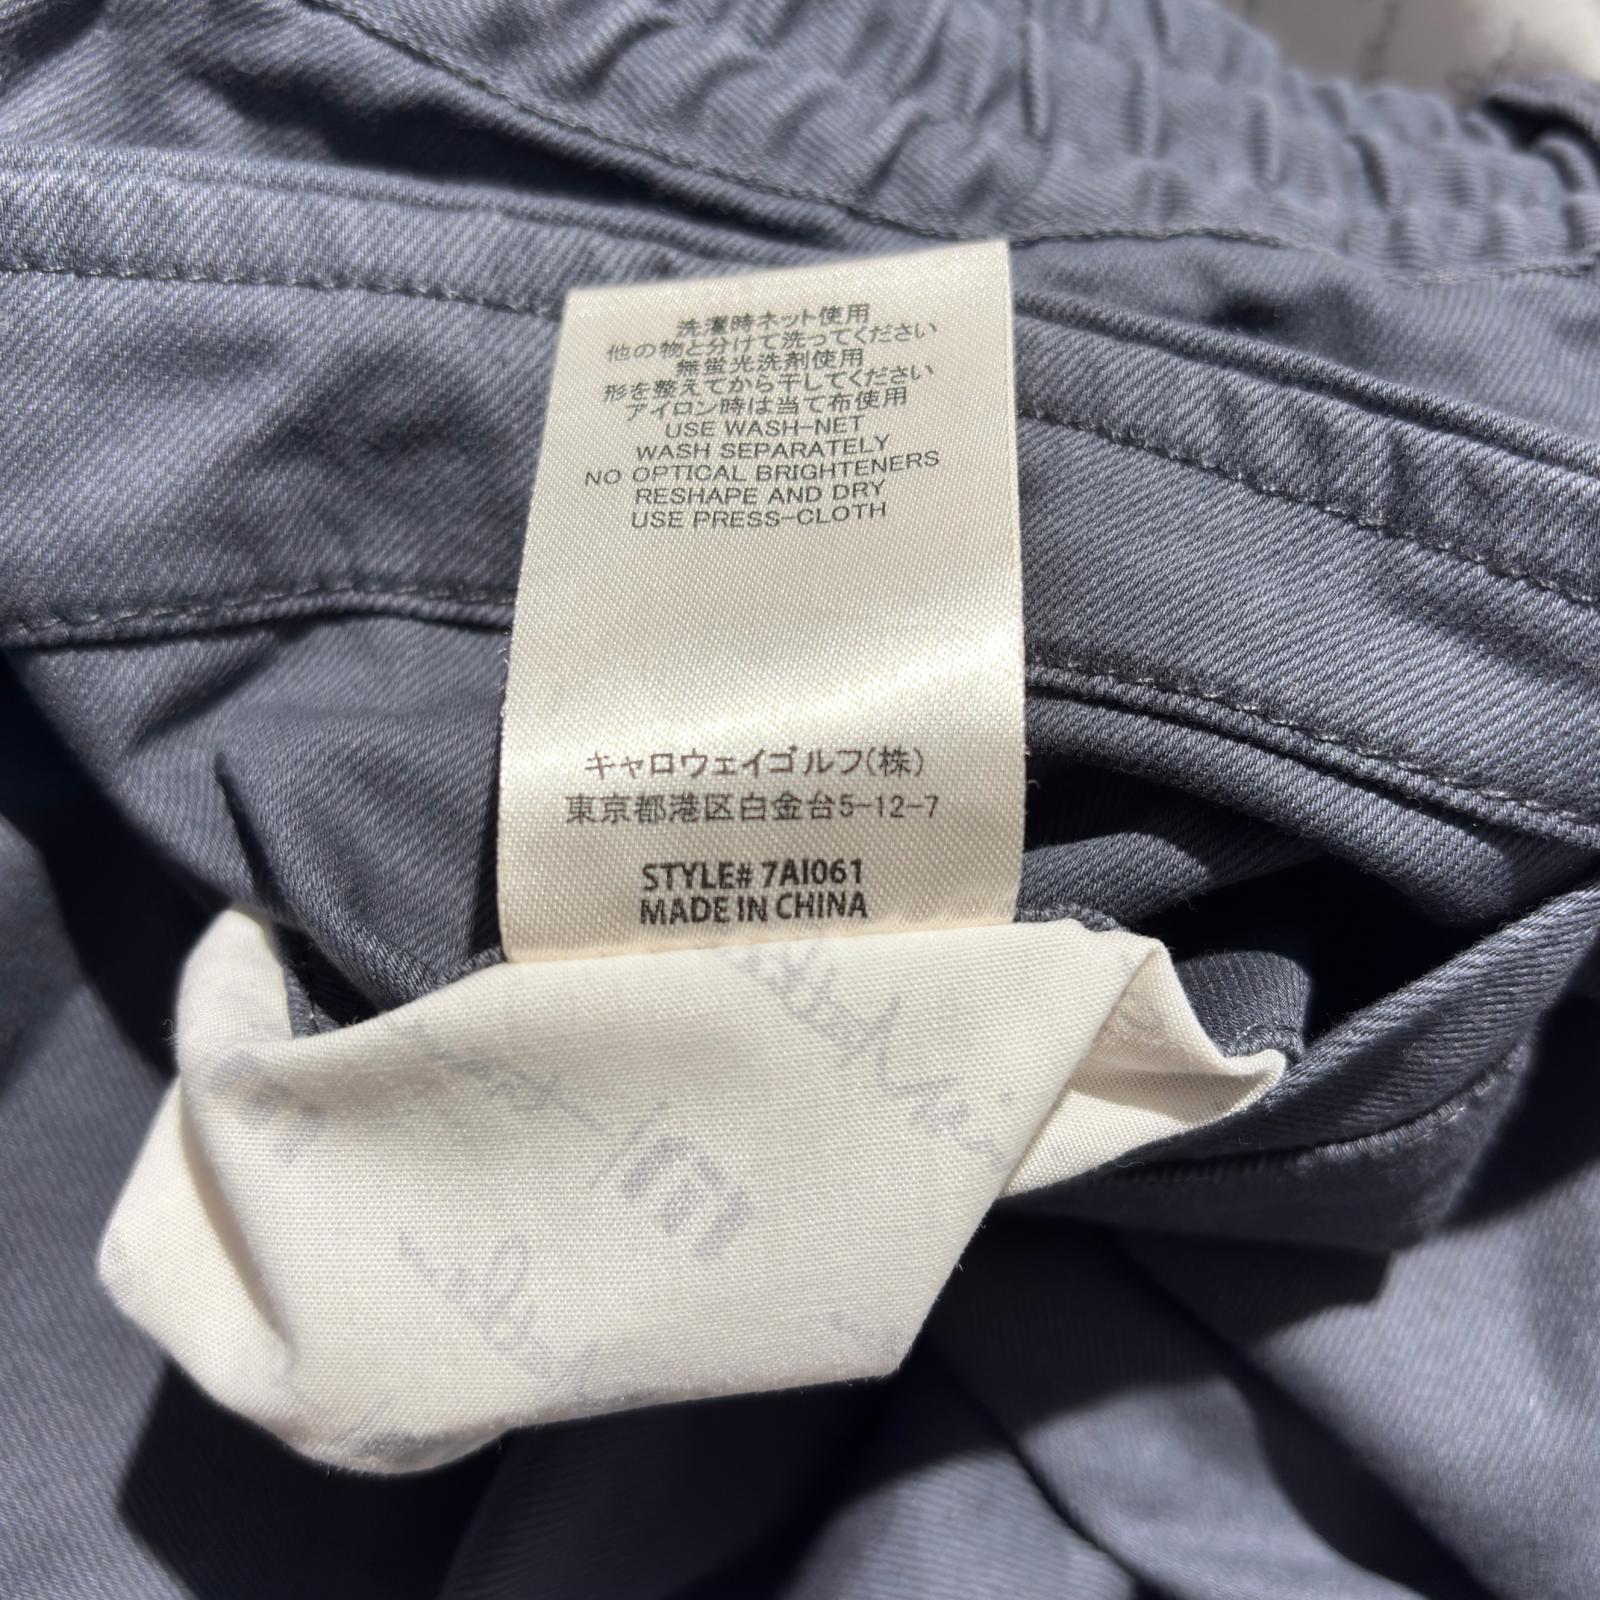 洗濯時ネット使用
他の物と分けて洗ってください
無蛍光洗剤使用
形を整えてから干してください
アイロン時は当て布使用
USE WASH-NET
WASH SEPARATELY
NO OPTICAL BRIGHTENERS
RESHAPE AND DRY
USE PRESS-CLOTH
キャロウェイゴルフ(株)
東京都港区白金台5-12-7
STYLE# 7AI061
MADE IN CHINA